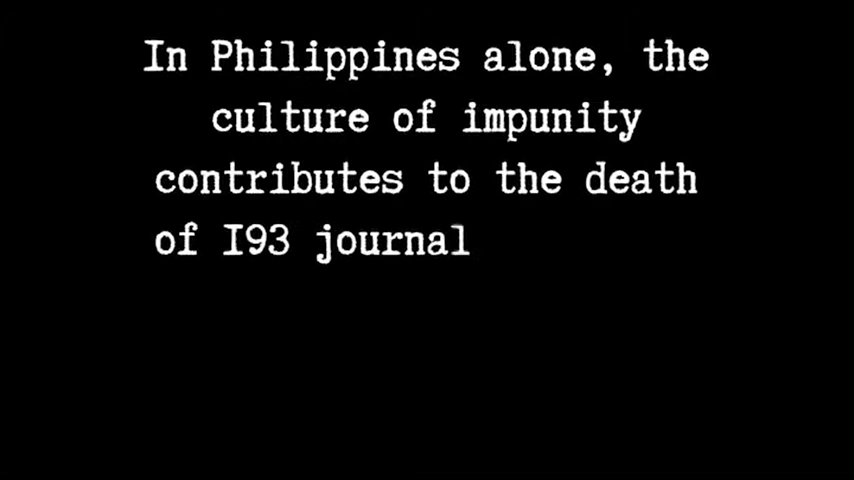 In Philippines alone, the
culture of impunity
contributes to the death
of I93 journal